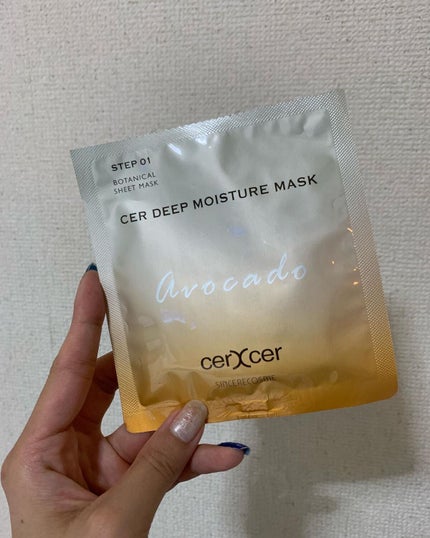 STEP 01
BOTANICAL
SHEET MASK
CER DEEP MOISTURE MASK
Avocado
cerXcer
SINCERECOSME